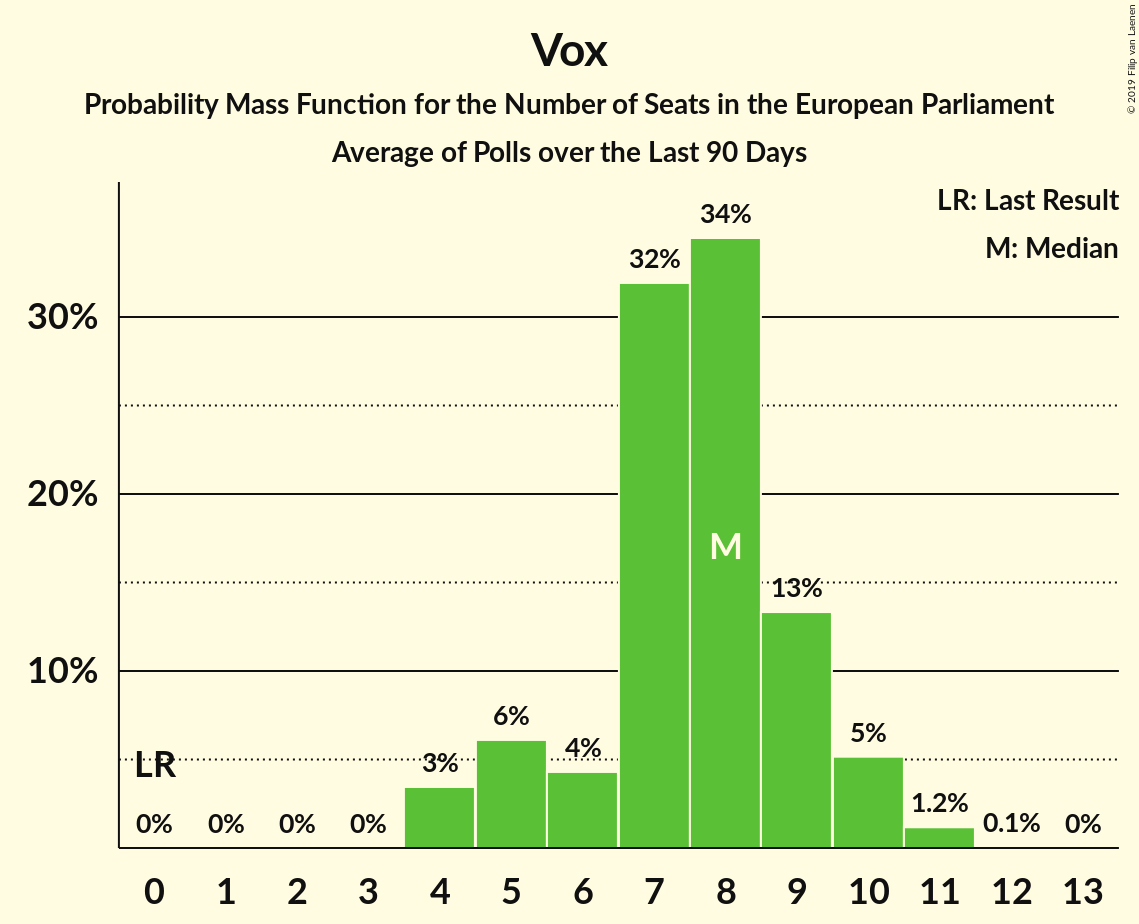 Vox
Probability Mass Function for the Number of Seats in the European Parliament
Average of Polls over the Last 90 Days
© 2019 Filip van Laenen
LR: Last Result
M: Median
34%
32%
30%
20%
M
13%
10%
6%
5%
4%
LR
3%
1.2%
0% 0% 0% 0% 0.1% 0%
0 1 2 3 4 5 6 7 8 9 10 11 12 13